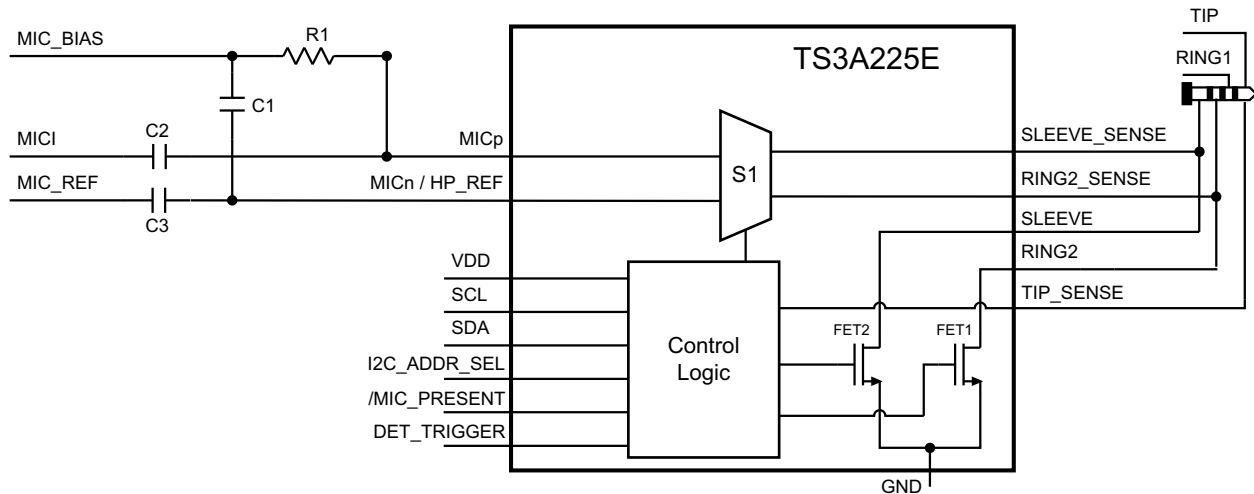 TIP
MIC_BIAS
R1
TS3A225E
RING1
C1
C2
MICI
MICp
SLEEVE_SENSE
S1
MIC_REF
MICn / HP_REF
RING2_SENSE
C3
SLEEVE
VDD
RING2
SCL
TIP_SENSE
SDA
FET2
FET1
Control
Logic
I2C_ADDR_SEL
/MIC_PRESENT
DET_TRIGGER
GND